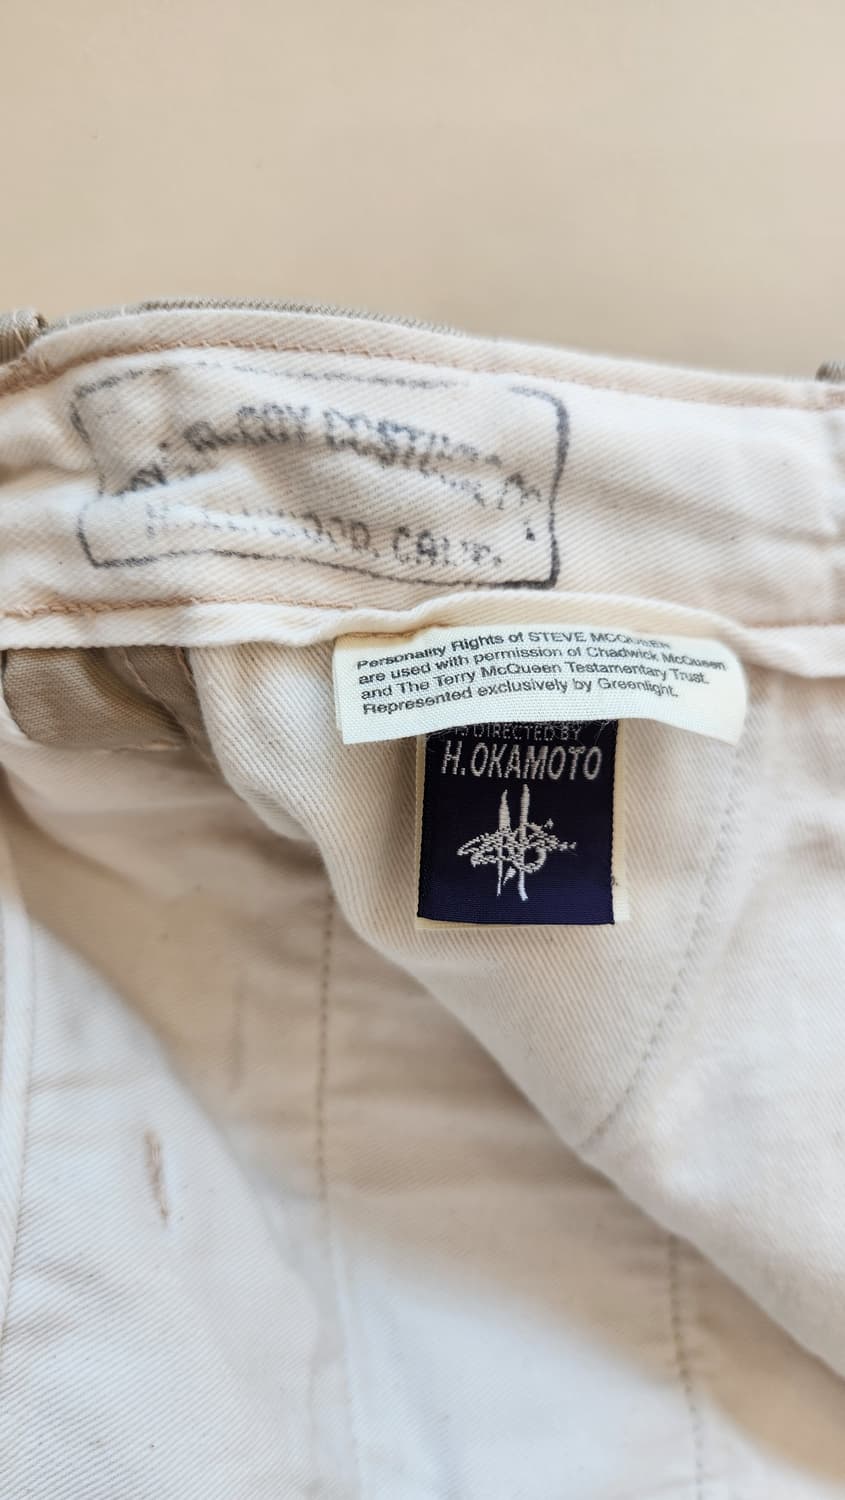 HOLLYWOOD, CALIF.
Personality Rights of STEVE MCQUEEN
are used with permission of Chadwick McQueen
and The Terry McQueen Testamentary Trust.
Represented exclusively by Greenlight.
IS DIRECTED BY
H.OKAMOTO